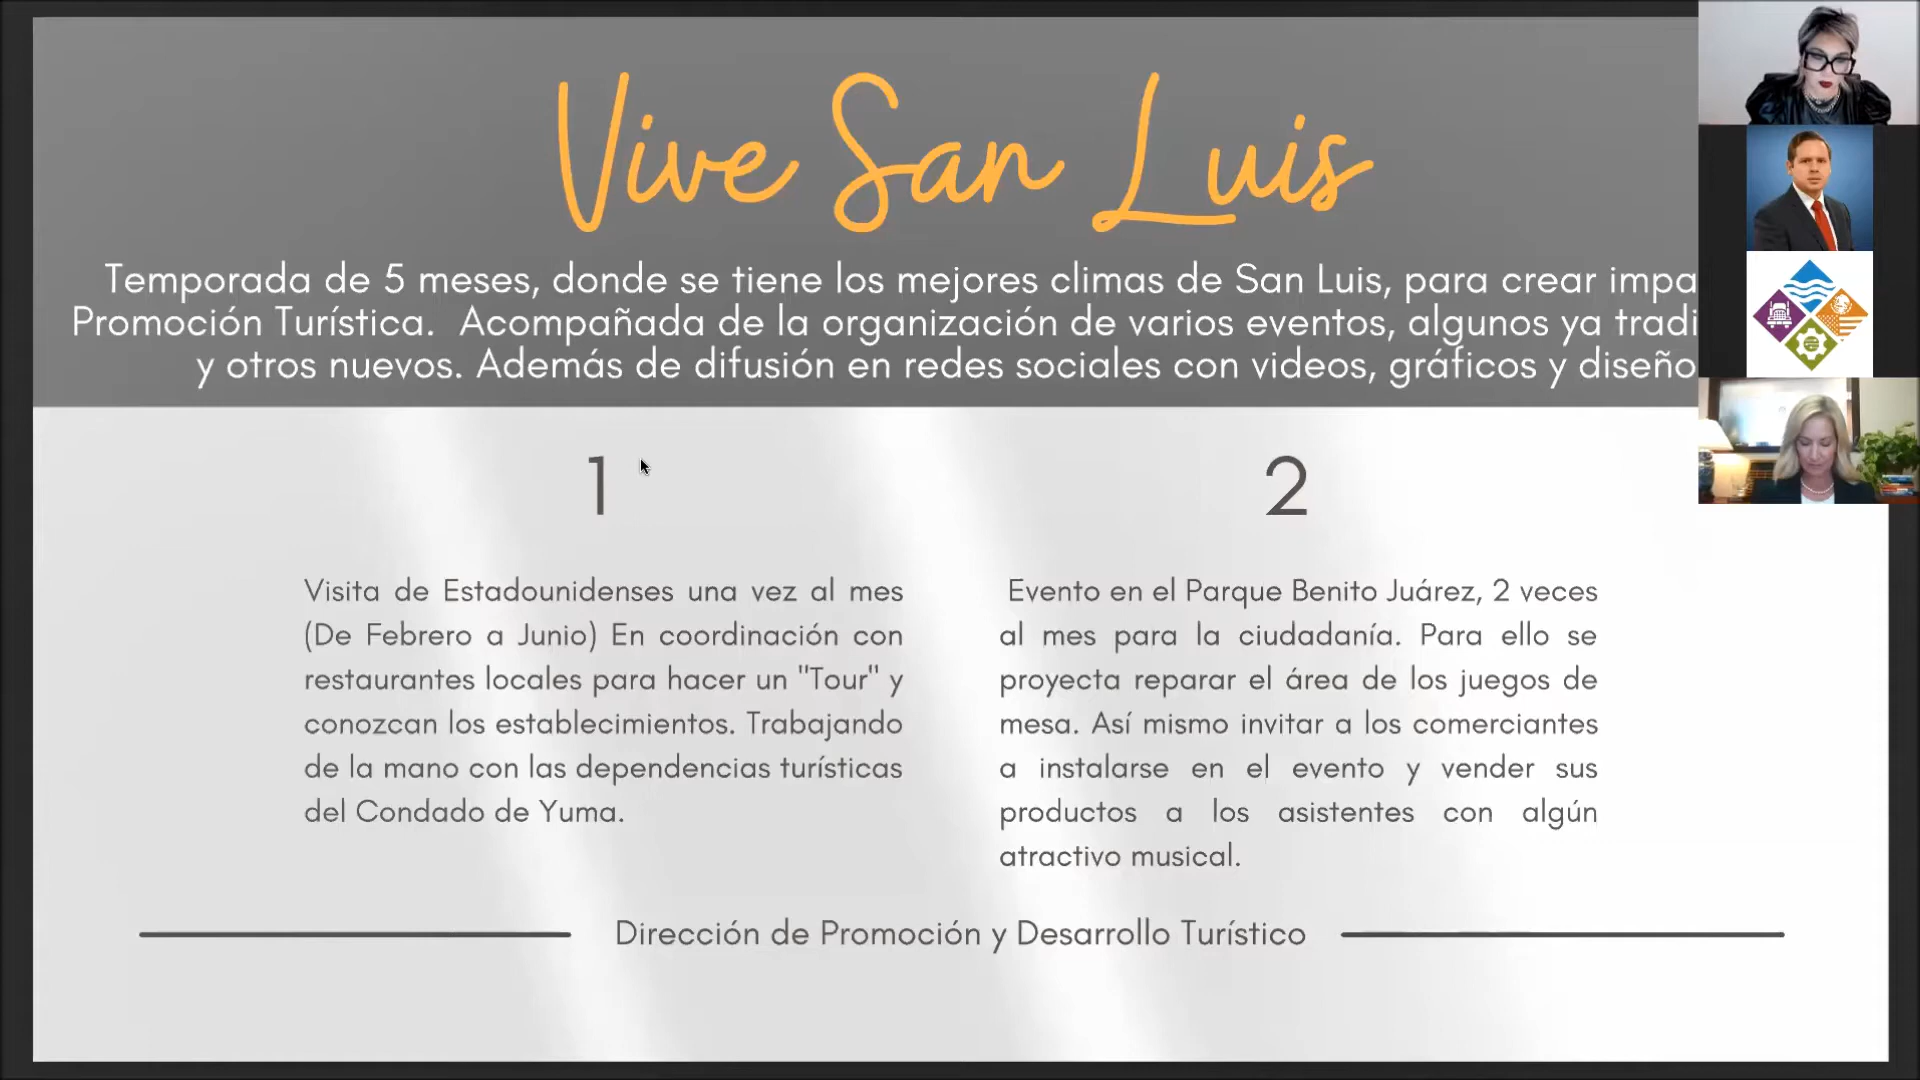 Vive San Luis
Temporada de 5 meses, donde se tiene los mejores climas de San Luis, para crear
Promoción Turística. Acompañada de la organización de varios eventos, algunos ya
y otros nuevos. Además de difusión en redes sociales con videos, gráficos y
1
Visita de Estadounidenses una vez al mes
(De Febrero a Junio) En coordinación con
restaurantes locales para hacer un "Tour" y
conozcan los establecimientos. Trabajando
de la mano con las dependencias turísticas
del Condado de Yuma.
2
Evento en el Parque Benito Juárez, 2 veces
al mes para la ciudadanía. Para ello se
proyecta reparar el área de los juegos de
mesa. Así mismo invitar a los comerciantes
a instalarse en el evento y vender sus
productos a los asistentes con algún
atractivo musical.
Dirección de Promoción y Desarrollo Turístico